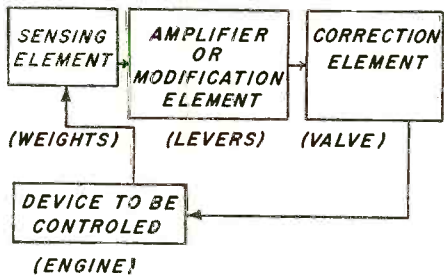 SENSING
ELEMENT
AMPLIFIER
OR
MODIFICATION
ELEMENT
CORRECTION
ELEMENT
(WEIGHTS)
(LEVERS)
(VALVE)
DEVICE TO BE
CONTROLED
(ENGINE)